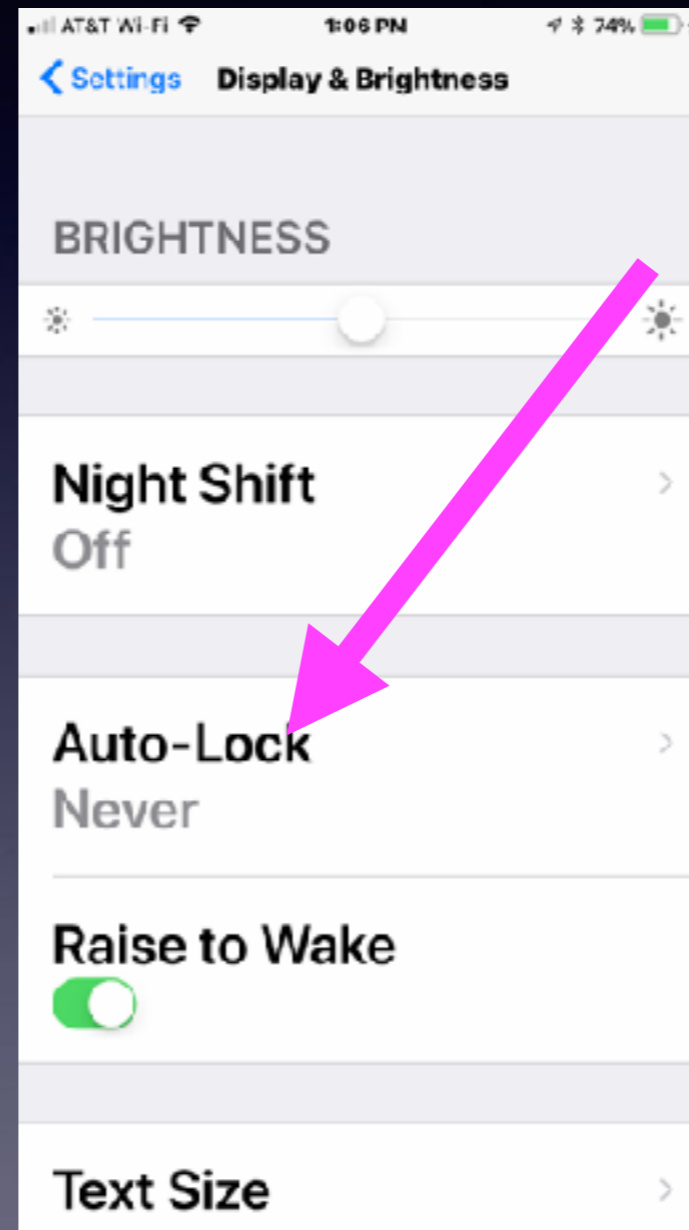 AT&T Wi-Fi 1:06 PM 74%
Settings Display & Brightness
BRIGHTNESS
Night Shift
Off
Auto-Lock
Never
Raise to Wake
Text Size